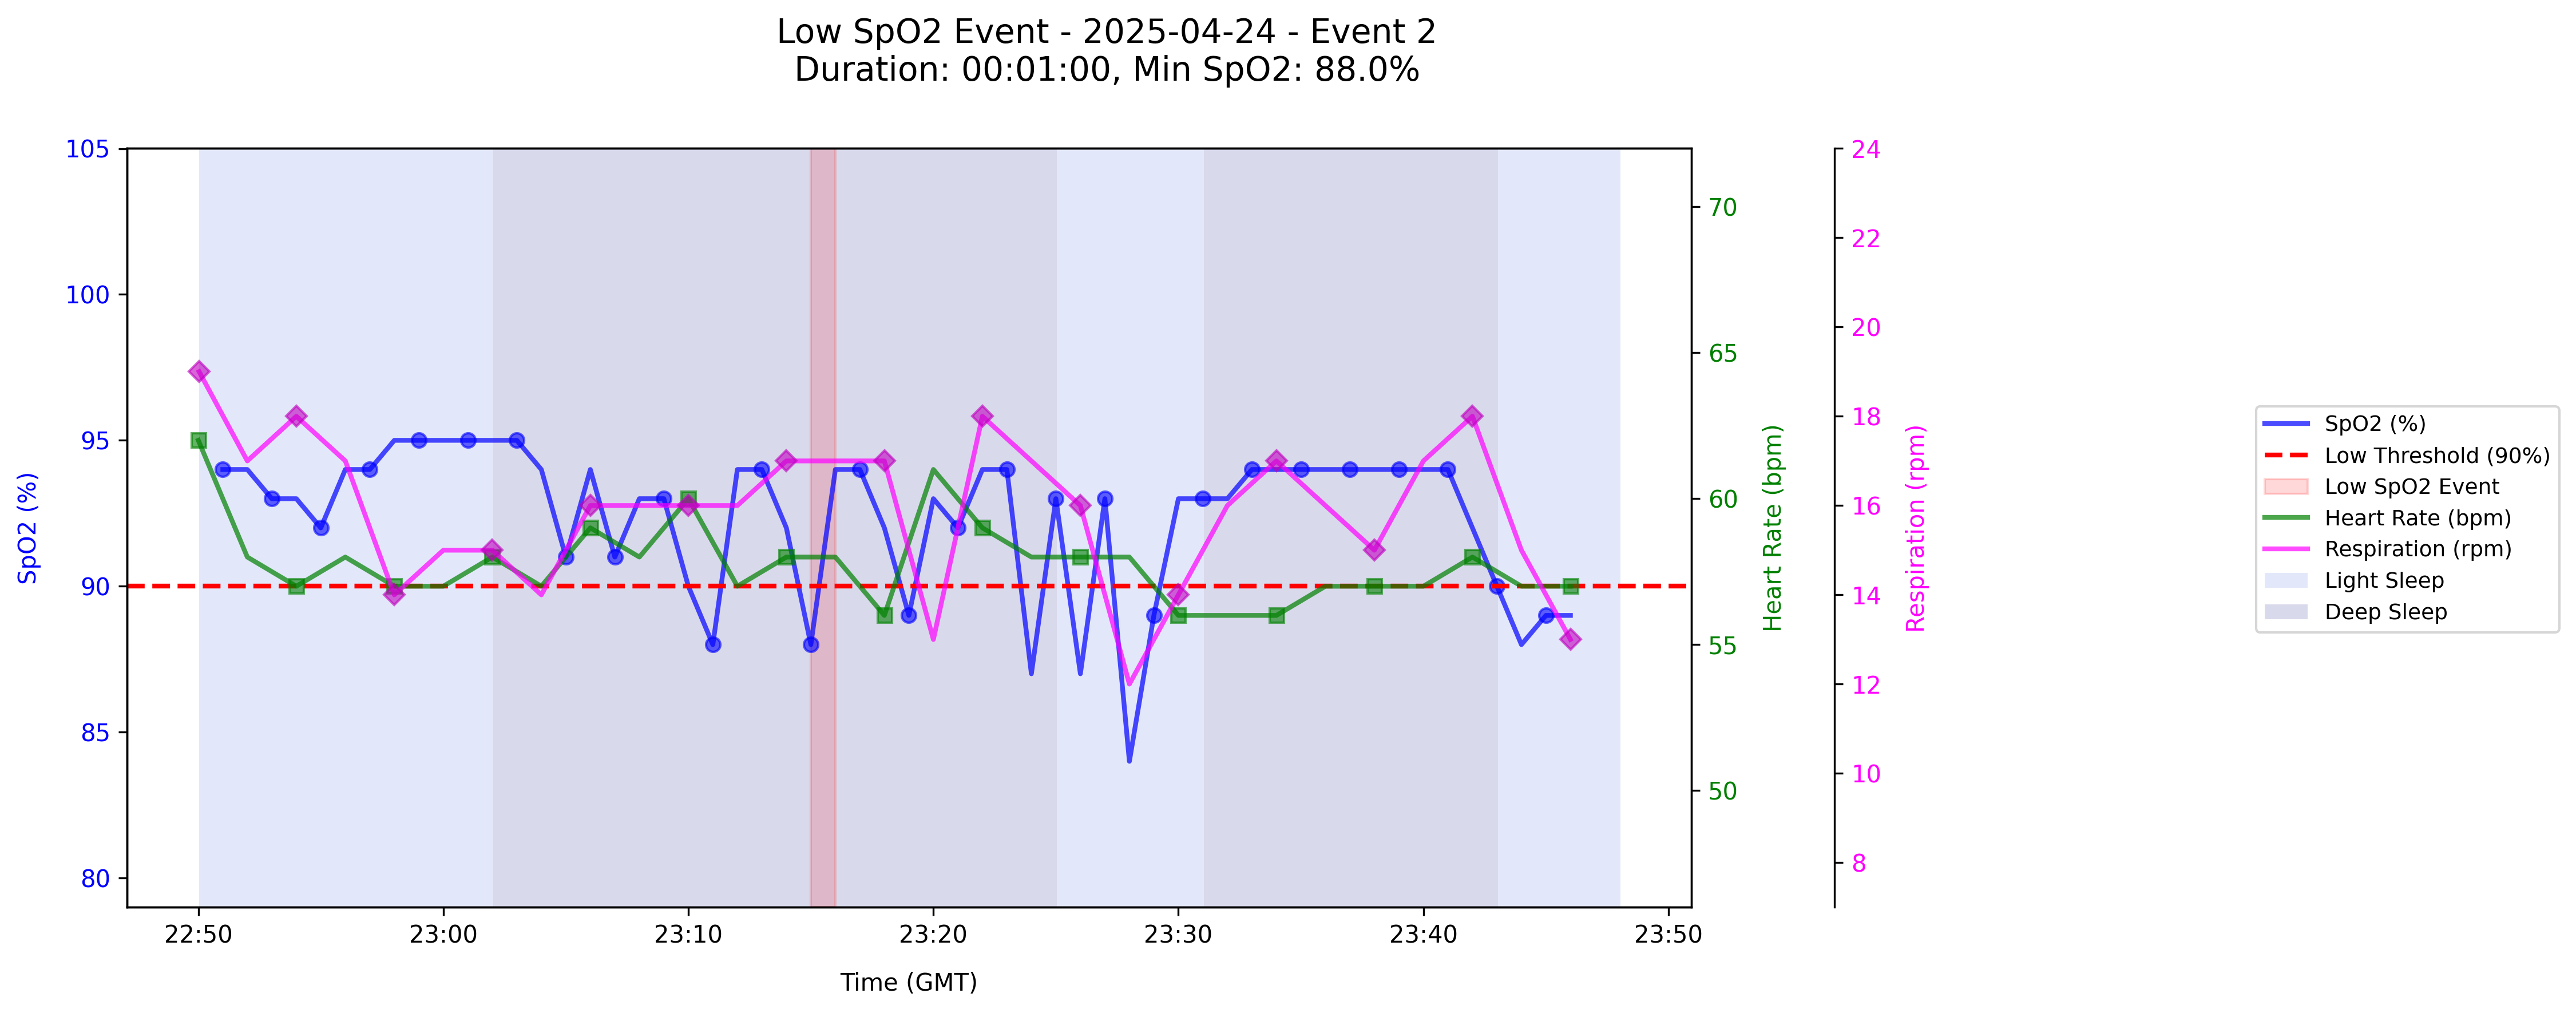 Low SpO2 Event - 2025-04-24 - Event 2
Duration: 00:01:00, Min SpO2: 88.0%
105
100
95
90
85
80
SpO2 (%)
22:50
23:00
23:10
23:20
23:30
23:40
23:50
Time (GMT)
70
65
60
55
50
Heart Rate (bpm)
24
22
20
18
16
14
12
10
8
Respiration (rpm)
SpO2 (%)
Low Threshold (90%)
Low SpO2 Event
Heart Rate (bpm)
Respiration (rpm)
Light Sleep
Deep Sleep